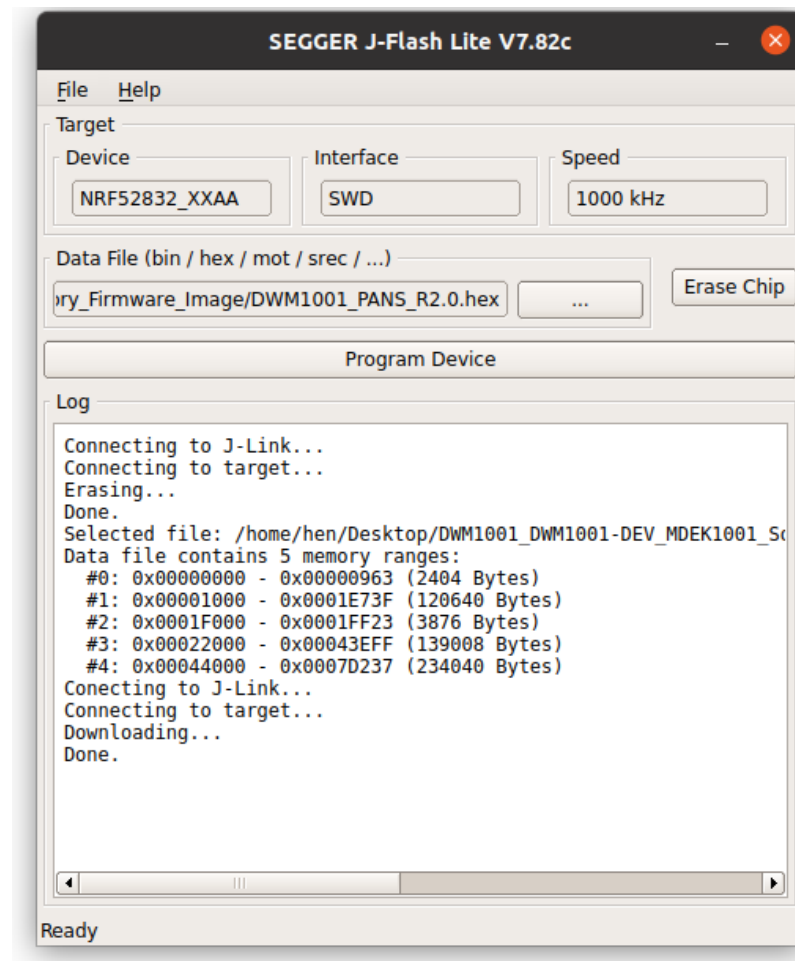 SEGGER J-Flash Lite V7.82c
File Help
Target
Device Interface Speed
NRF52832_XXAA SWD 1000 kHz
Data File (bin / hex / mot / srec / ...)
ory_Firmware_Image/DWM1001_PANS_R2.0.hex ... Erase Chip
Program Device
Log
Connecting to J-Link...
Connecting to target...
Erasing...
Done.
Selected file: /home/hen/Desktop/DWM1001_DWM1001-DEV_MDEK1001_So
Data file contains 5 memory ranges:
#0: 0x00000000 - 0x00000963 (2404 Bytes)
#1: 0x00001000 - 0x0001E73F (120640 Bytes)
#2: 0x0001F000 - 0x0001FF23 (3876 Bytes)
#3: 0x00022000 - 0x00043EFF (139008 Bytes)
#4: 0x00044000 - 0x0007D237 (234040 Bytes)
Conecting to J-Link...
Connecting to target...
Downloading...
Done.
Ready